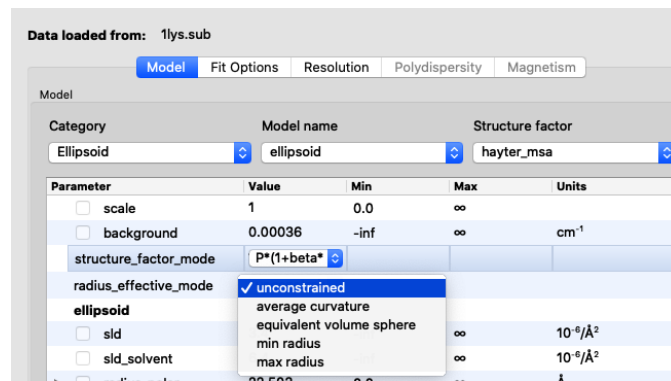 Data loaded from: 1lys.sub
Model Fit Options Resolution Polydispersity Magnetism
Model
Category Model name Structure factor
Ellipsoid ellipsoid hayter_msa
Parameter Value Min Max Units
scale 1 0.0 ∞
background 0.00036 -inf ∞ cm⁻¹
structure_factor_mode P*(1+beta*
radius_effective_mode ✓ unconstrained
average curvature
ellipsoid equivalent volume sphere
sld min radius ∞ 10⁻⁶/Å²
sld_solvent max radius ∞ 10⁻⁶/Å²